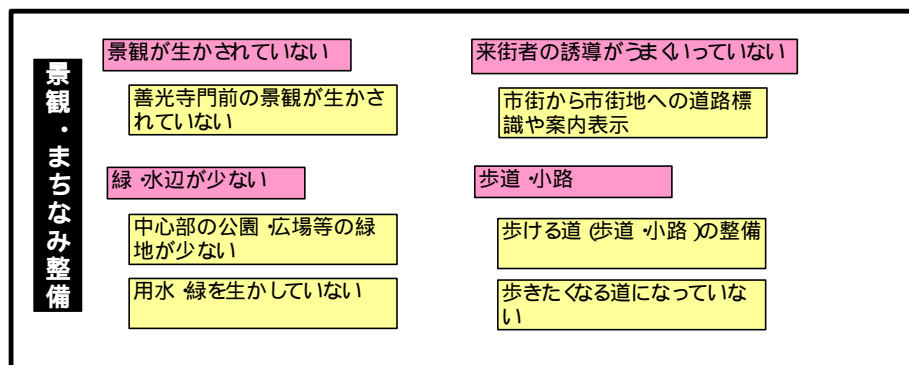 景観・まちなみ整備
景観が生かされていない
善光寺門前の景観が生かさ
れていない
緑・水辺が少ない
中心部の公園・広場等の緑
地が少ない
用水・緑を生かしていない
来街者の誘導がうまくいっていない
市街から市街地への道路標
識や案内表示
歩道・小路
歩ける道(歩道・小路)の整備
歩きたくなる道になっていな
い